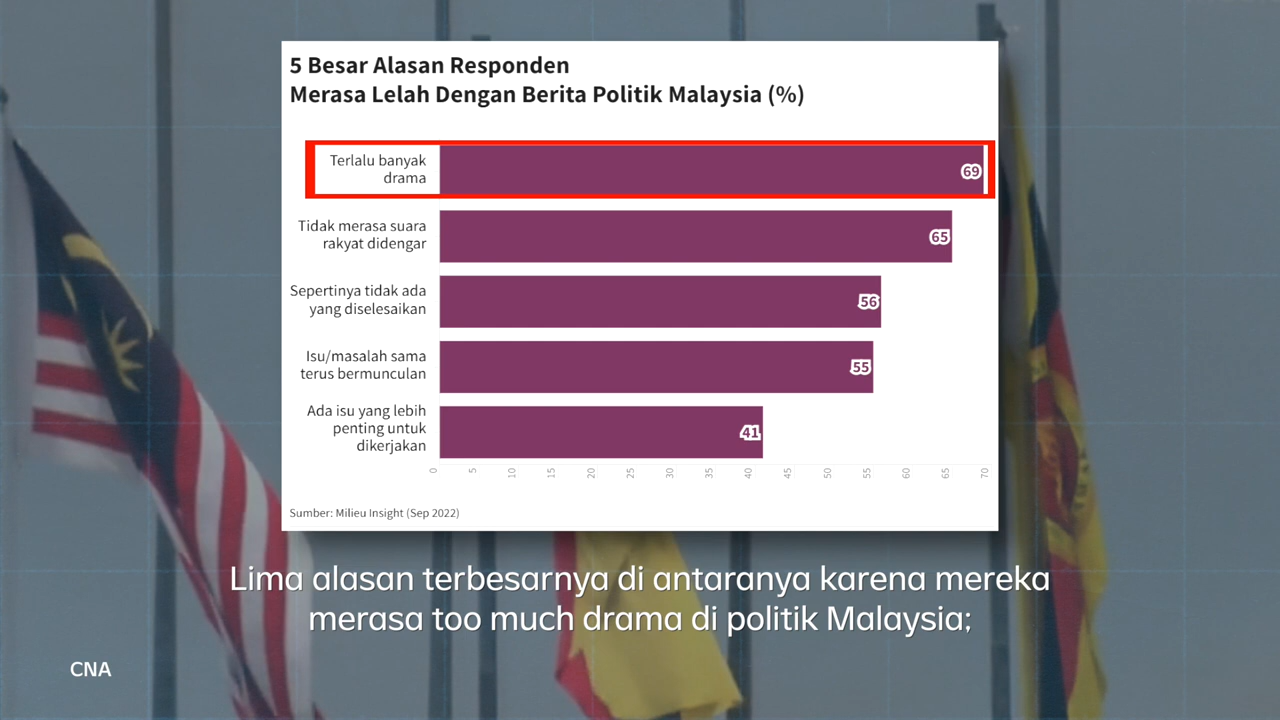 5 Besar Alasan Responden
Merasa Lelah Dengan Berita Politik Malaysia (%)
Terlalu banyak
drama
69
Tidak merasa suara
rakyat didengar
65
Sepertinya tidak ada
yang diselesaikan
56
Isu/masalah sama
terus bermunculan
55
Ada isu yang lebih
penting untuk
dikerjakan
41
0 5 10 15 20 25 30 35 40 45 50 55 60 65 70
Sumber: Milieu Insight (Sep 2022)
Lima alasan terbesarnya di antaranya karena mereka
merasa too much drama di politik Malaysia;
CNA